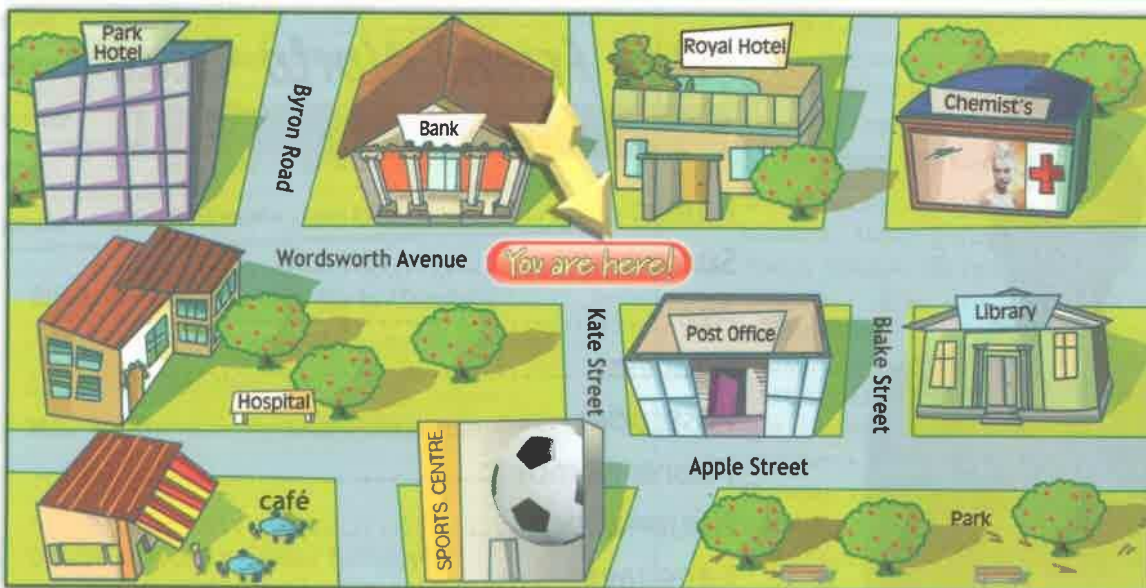 Park
Hotel
Byron Road
Bank
Royal Hotel
Chemist's
Wordsworth Avenue
You are here!
Kate Street
Post Office
Blake Street
Library
Hospital
SPORTS CENTRE
Apple Street
café
Park